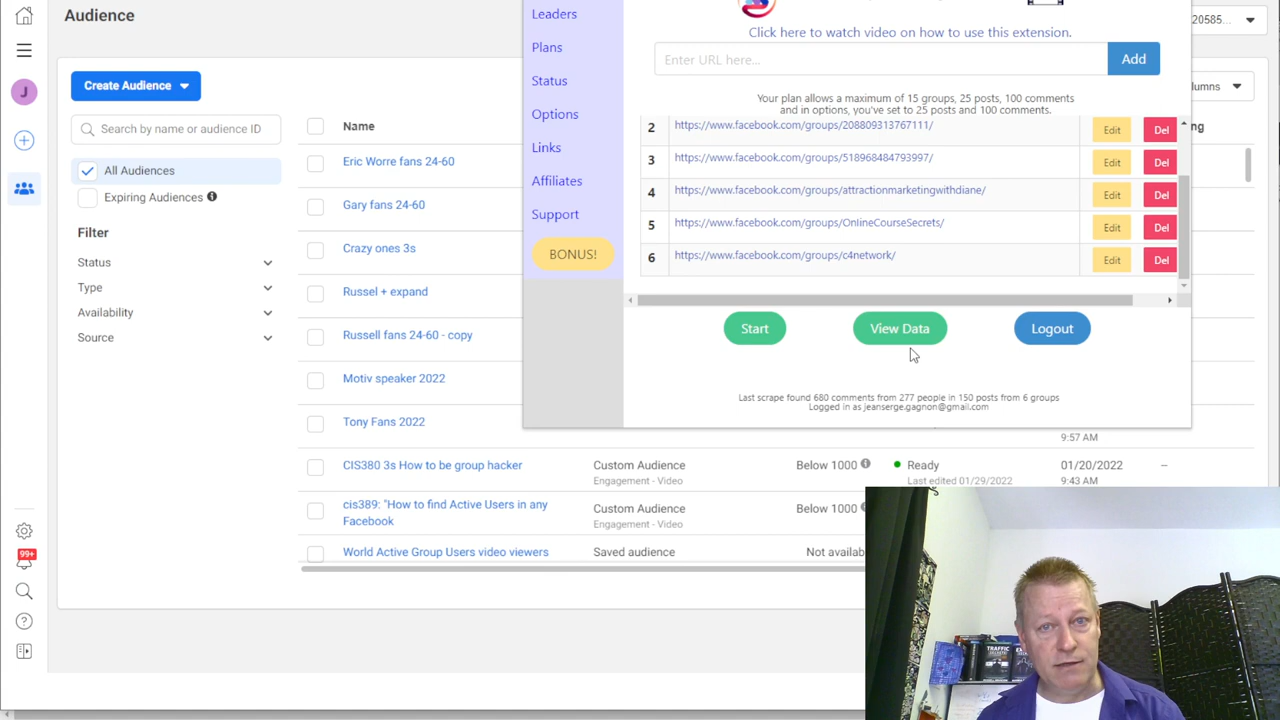 Audience
20585...
J
Create Audience
Search by name or audience ID
All Audiences
Expiring Audiences
Filter
Status
Type
Availability
Source
99+
Name
Eric Worre fans 24-60
Gary fans 24-60
Crazy ones 3s
Russel + expand
Russell fans 24-60 - copy
Motiv speaker 2022
Tony Fans 2022
CIS380 3s How to be group hacker
Custom Audience
Engagement - Video
Below 1000
Ready
Last edited 01/29/2022
9:57 AM
01/20/2022
9:43 AM
--
cis389: "How to find Active Users in any
Facebook
Custom Audience
Engagement - Video
Below 1000
World Active Group Users video viewers
Saved audience
Not availab
Leaders
Plans
Status
Options
Links
Affiliates
Support
BONUS!
Click here to watch video on how to use this extension.
Enter URL here...
Add
Your plan allows a maximum of 15 groups, 25 posts, 100 comments
and in options, you've set to 25 posts and 100 comments.
2 https://www.facebook.com/groups/208809313767111/ Edit Del
3 https://www.facebook.com/groups/518968484793997/ Edit Del
4 https://www.facebook.com/groups/attractionmarketingwithdiane/ Edit Del
5 https://www.facebook.com/groups/OnlineCourseSecrets/ Edit Del
6 https://www.facebook.com/groups/c4network/ Edit Del
Start
View Data
Logout
Last scrape found 680 comments from 277 people in 150 posts from 6 groups
Logged in as jeanserge.gagnon@gmail.com
lumns
ng
TRAFFIC